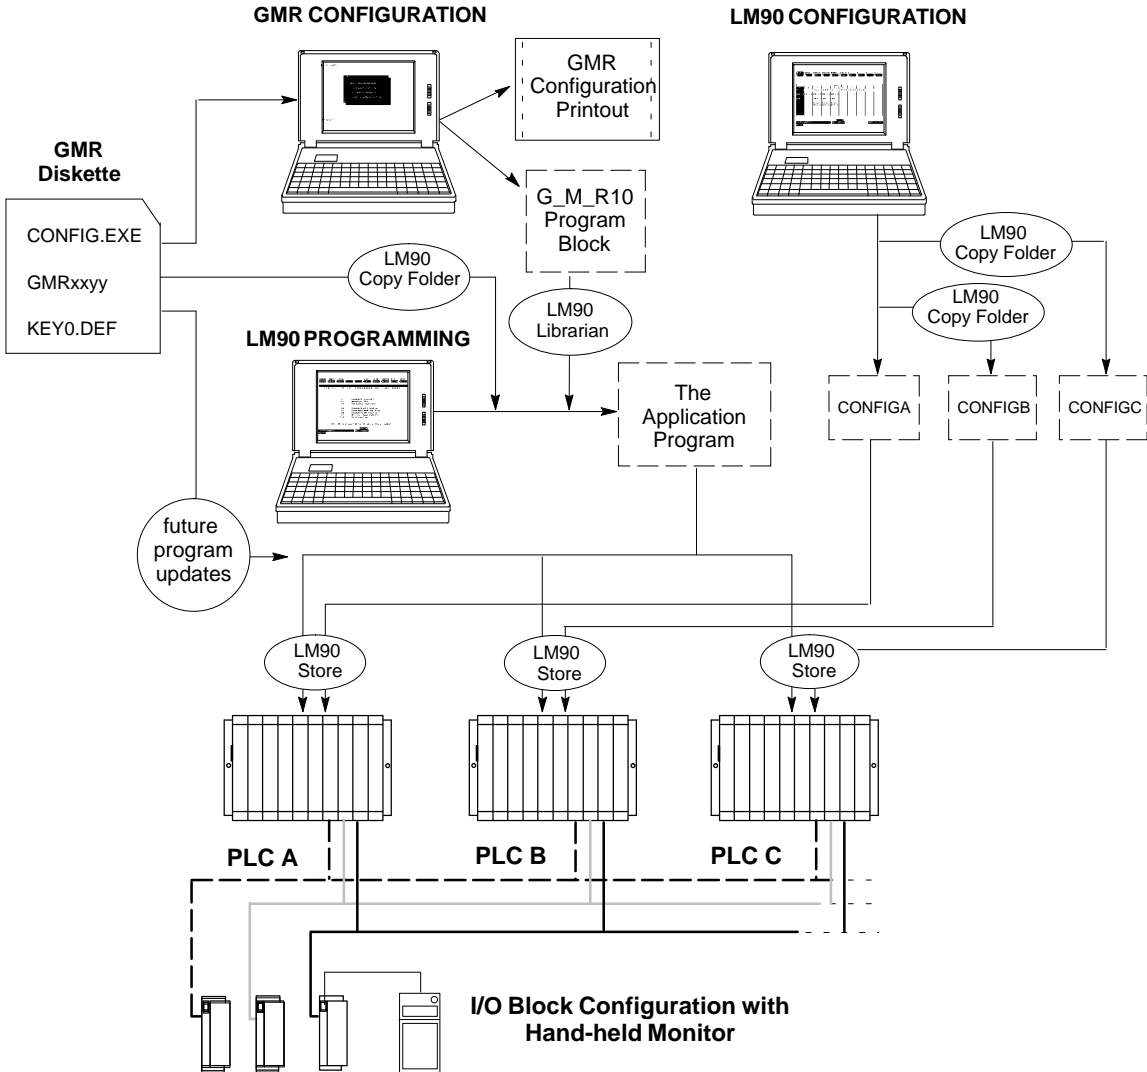 GMR CONFIGURATION
LM90 CONFIGURATION
GMR
Configuration
Printout
GMR
Diskette
CONFIG.EXE
GMRxxyy
KEY0.DEF
G_M_R10
Program
Block
LM90
Copy Folder
LM90
Copy Folder
LM90
Copy Folder
LM90
Librarian
LM90 PROGRAMMING
The
Application
Program
CONFIGA
CONFIGB
CONFIGC
future
program
updates
LM90
Store
LM90
Store
LM90
Store
PLC A
PLC B
PLC C
I/O Block Configuration with
Hand-held Monitor